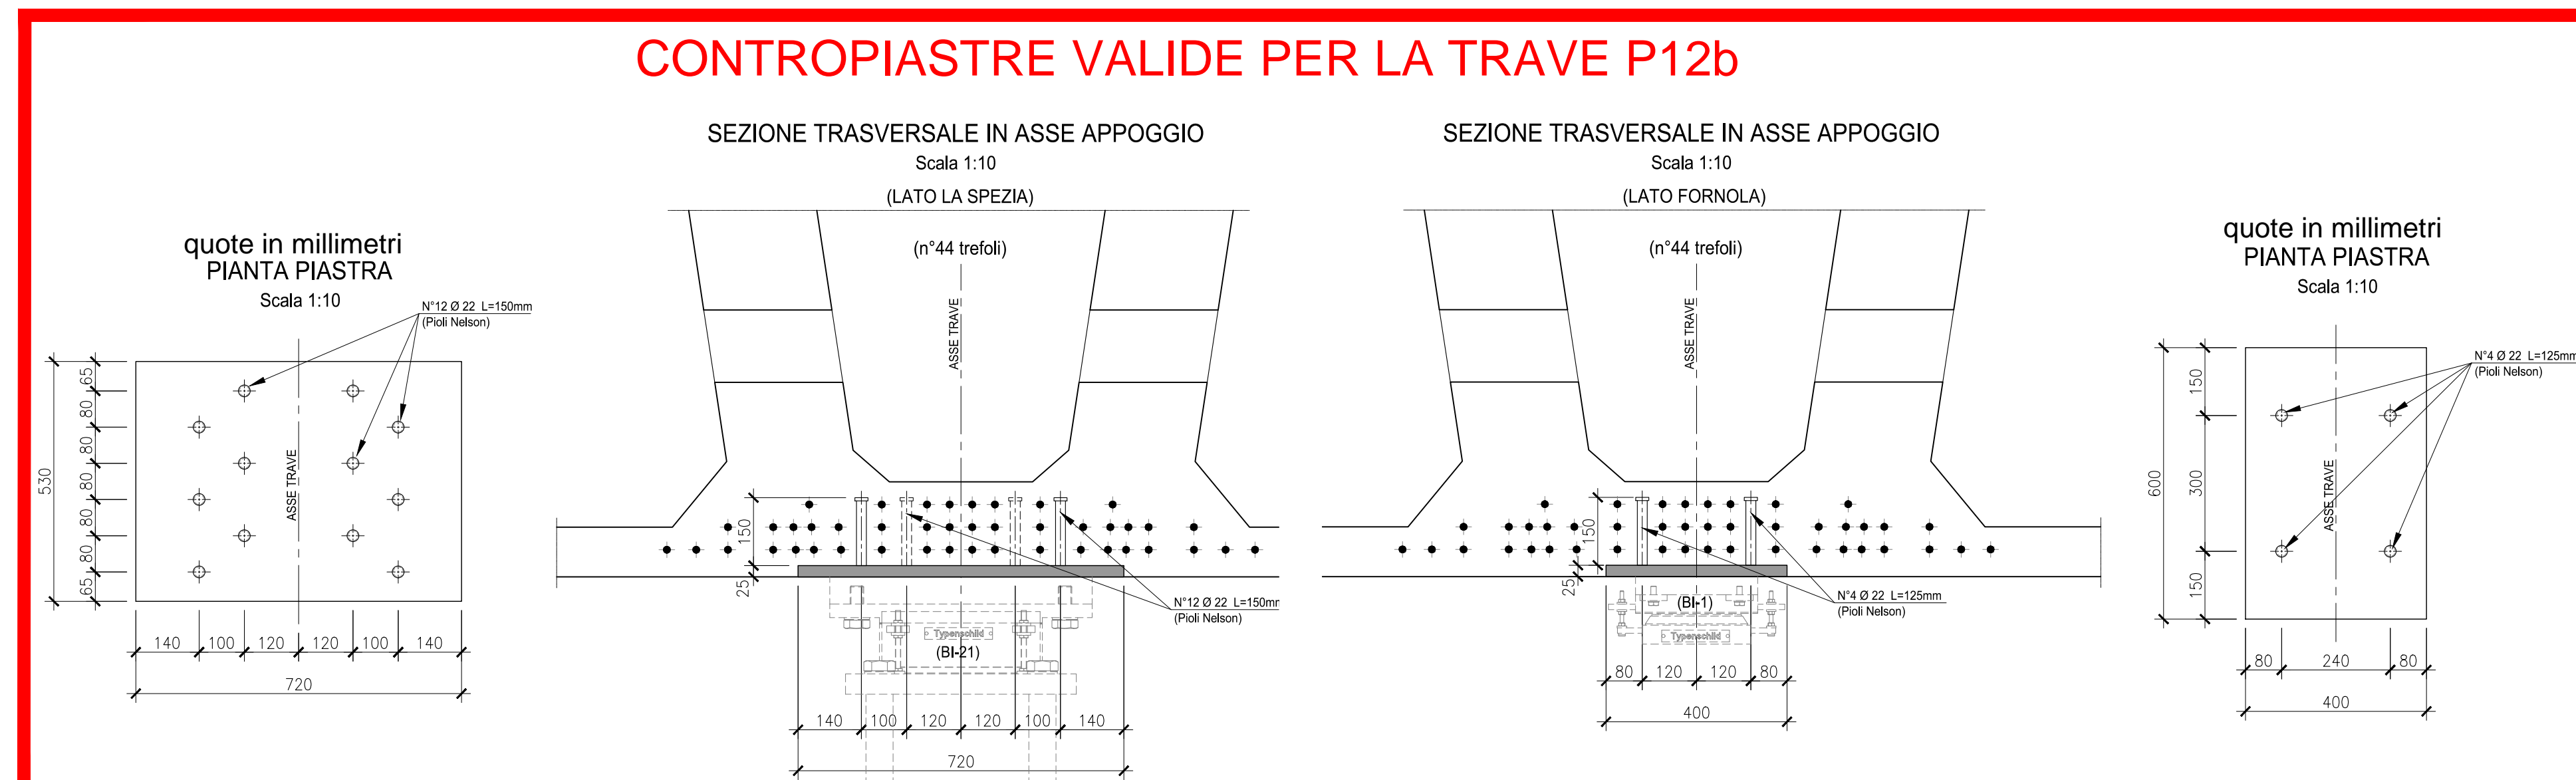 CONTROPIASTRE VALIDE PER LA TRAVE P12b
quote in millimetri
PIANTA PIASTRA
Scala 1:10
N°12 Ø 22 L=150mm
(Pioli Nelson)
ASSE TRAVE
65
80
80
80
80
80
65
530
140 100 120 120 100 140
720
SEZIONE TRASVERSALE IN ASSE APPOGGIO
Scala 1:10
(LATO LA SPEZIA)
(n°44 trefoli)
ASSE TRAVE
150
25
N°12 Ø 22 L=150mm
(Pioli Nelson)
Typenschild
(BI-21)
140 100 120 120 100 140
720
SEZIONE TRASVERSALE IN ASSE APPOGGIO
Scala 1:10
(LATO FORNOLA)
(n°44 trefoli)
ASSE TRAVE
150
25
(BI-1)
Typenschild
N°4 Ø 22 L=125mm
(Pioli Nelson)
80 120 120 80
400
quote in millimetri
PIANTA PIASTRA
Scala 1:10
N°4 Ø 22 L=125mm
(Pioli Nelson)
ASSE TRAVE
150
300
150
600
80 240 80
400